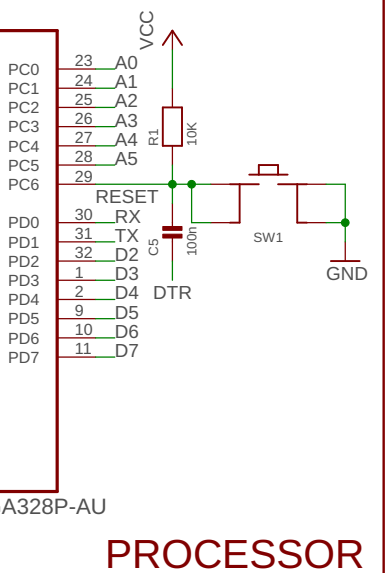 VCC
PC0 23 A0
PC1 24 A1
PC2 25 A2
PC3 26 A3
PC4 27 A4
PC5 28 A5
PC6 29
RESET
R1 10K
PD0 30 RX
PD1 31 TX
PD2 32 D2
PD3 1 D3
PD4 2 D4
PD5 9 D5
PD6 10 D6
PD7 11 D7
C5 100n
DTR
SW1
GND
A328P-AU
PROCESSOR